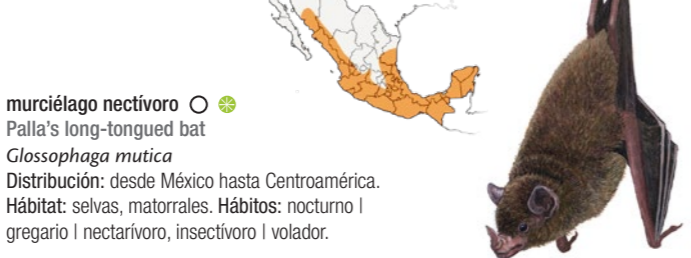 murciélago nectívoro
Palla's long-tongued bat
Glossophaga mutica
Distribución: desde México hasta Centroamérica.
Hábitat: selvas, matorrales. Hábitos: nocturno |
gregario | nectarívoro, insectívoro | volador.